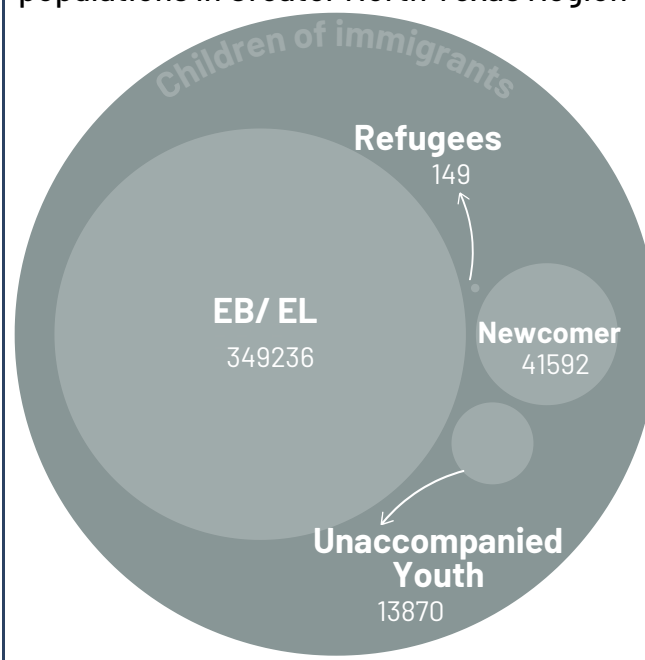 populations in Greater North Texas Region
Children of immigrants
Refugees
149
EB/ EL
349236
Newcomer
41592
Unaccompanied
Youth
13870